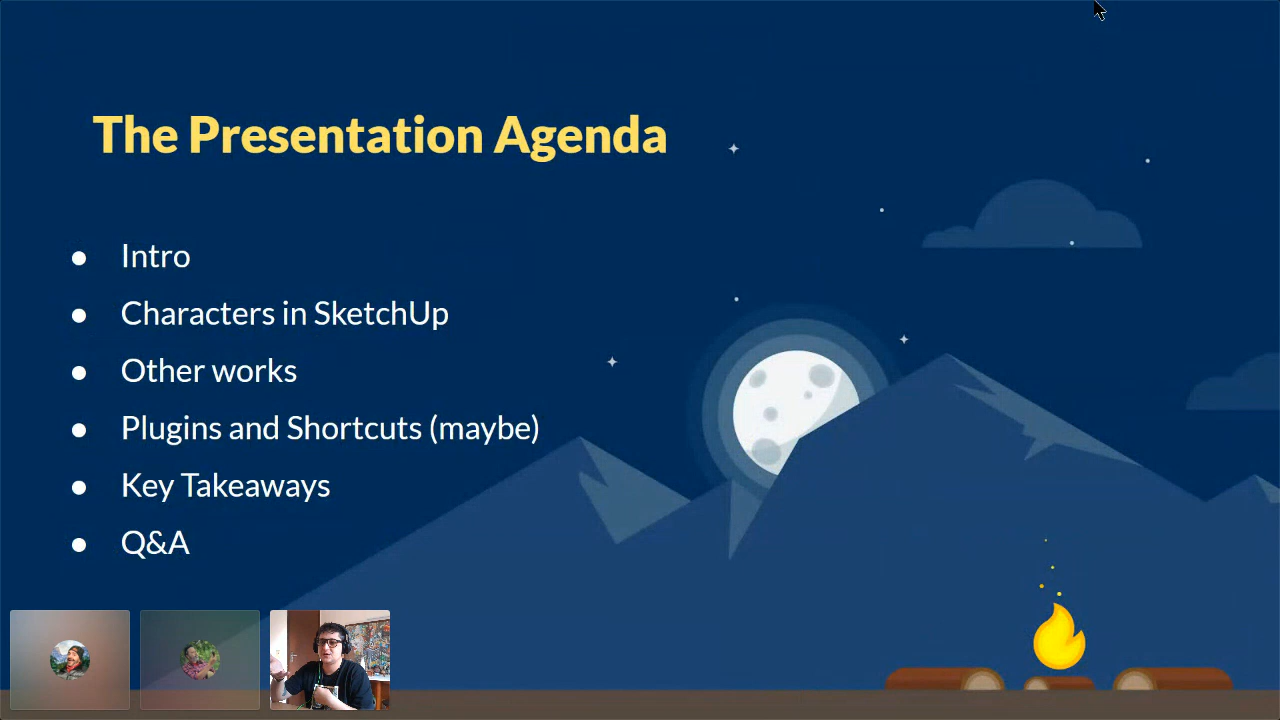 The Presentation Agenda
● Intro
● Characters in SketchUp
● Other works
● Plugins and Shortcuts (maybe)
● Key Takeaways
● Q&A